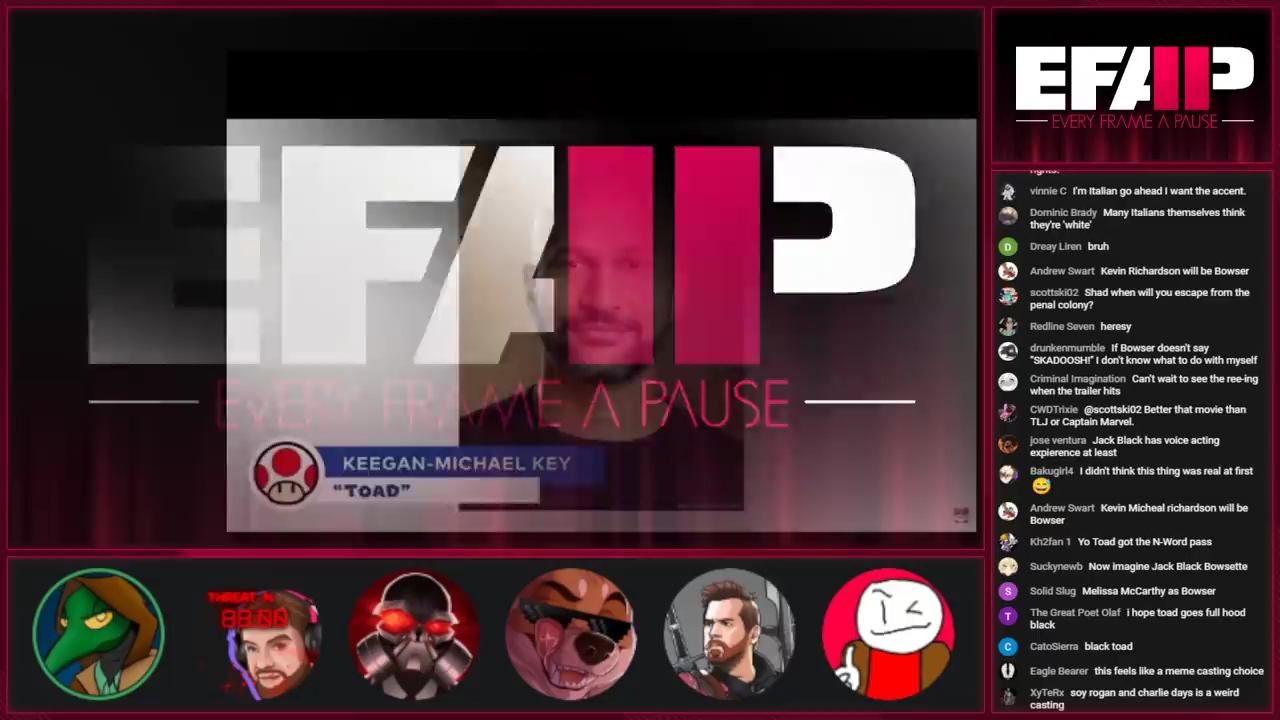 EFAP
EVERY FRAME A PAUSE
KEEGAN-MICHAEL KEY
“TOAD”
88:00
EFAP
EVERY FRAME A PAUSE
rights.
vinnie C I'm Italian go ahead I want the accent.
Dominic Brady Many Italians themselves think
they're 'white'
D
Dreay Liren bruh
Andrew Swart Kevin Richardson will be Bowser
scottski02 Shad when will you escape from the
penal colony?
Redline Seven heresy
drunkenmumble If Bowser doesn't say
"SKADOOSH!" I don't know what to do with myself
Criminal Imagination Can't wait to see the ree-ing
when the trailer hits
CWDTrixie @scottski02 Better that movie than
TLJ or Captain Marvel.
jose ventura Jack Black has voice acting
expierence at least
Bakugirl4 I didn't think this thing was real at first
😅
Andrew Swart Kevin Micheal richardson will be
Bowser
Kh2fan 1 Yo Toad got the N-Word pass
Suckynewb Now imagine Jack Black Bowsette
S
Solid Slug Melissa McCarthy as Bowser
T
The Great Poet Olaf i hope toad goes full hood
black
C
CatoSierra black toad
Eagle Bearer this feels like a meme casting choice
XyTeRx soy rogan and charlie days is a weird
casting